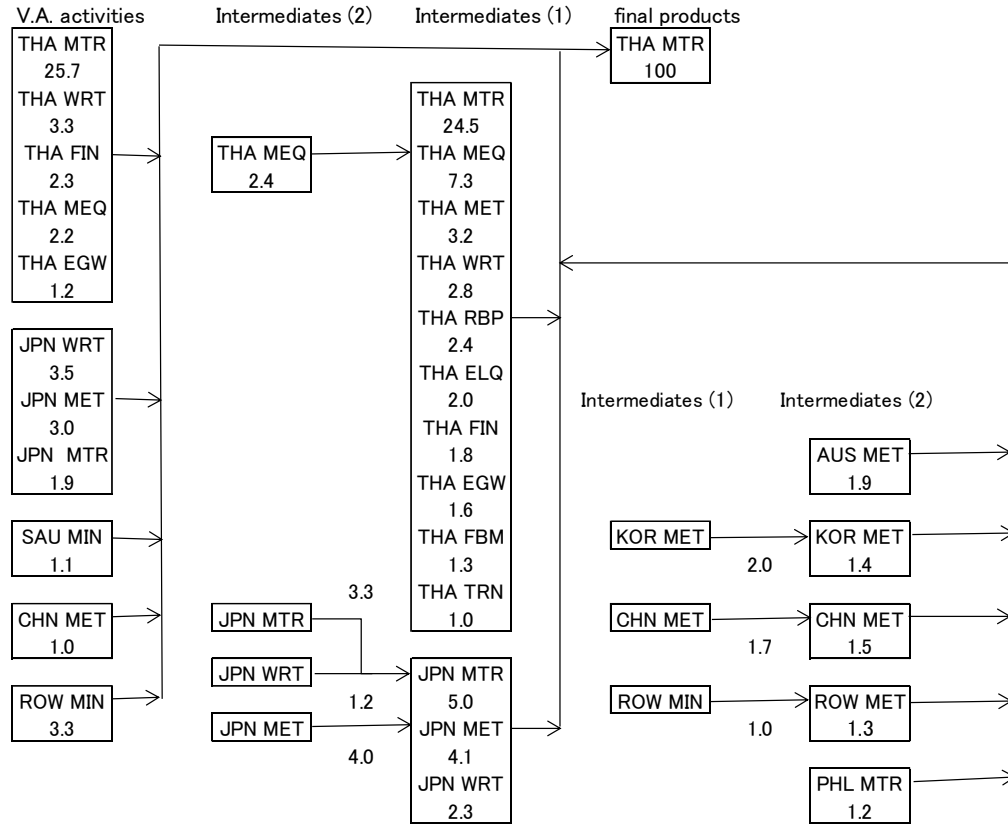 V.A. activities
Intermediates (2)
Intermediates (1)
final products
THA MTR
25.7
THA WRT
3.3
THA FIN
2.3
THA MEQ
2.2
THA EGW
1.2
JPN WRT
3.5
JPN MET
3.0
JPN MTR
1.9
SAU MIN
1.1
CHN MET
1.0
ROW MIN
3.3
THA MEQ
2.4
3.3
JPN MTR
JPN WRT
1.2
JPN MET
4.0
THA MTR
24.5
THA MEQ
7.3
THA MET
3.2
THA WRT
2.8
THA RBP
2.4
THA ELQ
2.0
THA FIN
1.8
THA EGW
1.6
THA FBM
1.3
THA TRN
1.0
JPN MTR
5.0
JPN MET
4.1
JPN WRT
2.3
THA MTR
100
Intermediates (1)
Intermediates (2)
AUS MET
1.9
KOR MET
2.0
KOR MET
1.4
CHN MET
1.7
CHN MET
1.5
ROW MIN
1.0
ROW MET
1.3
PHL MTR
1.2